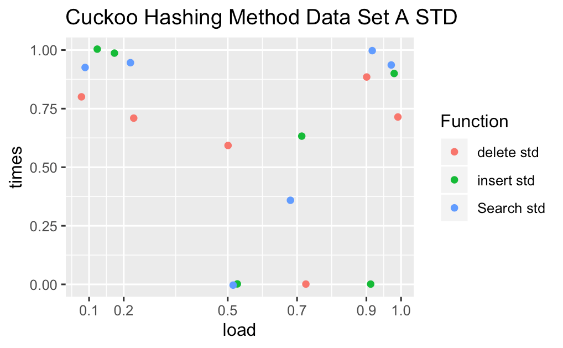 Cuckoo Hashing Method Data Set A STD
1.00
0.75
0.50
0.25
0.00
times
0.1 0.2 0.5 0.7 0.9 1.0
load
Function
delete std
insert std
Search std